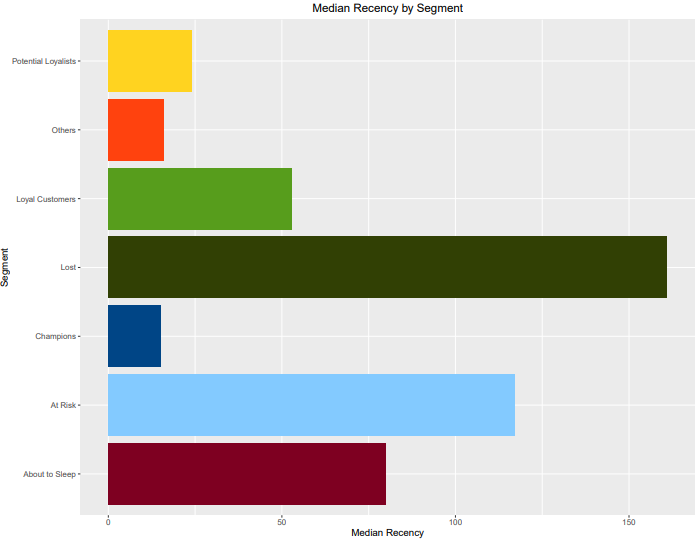 Median Recency by Segment
Potential Loyalists
Others
Loyal Customers
Lost
Champions
At Risk
About to Sleep
Segment
0 50 100 150
Median Recency